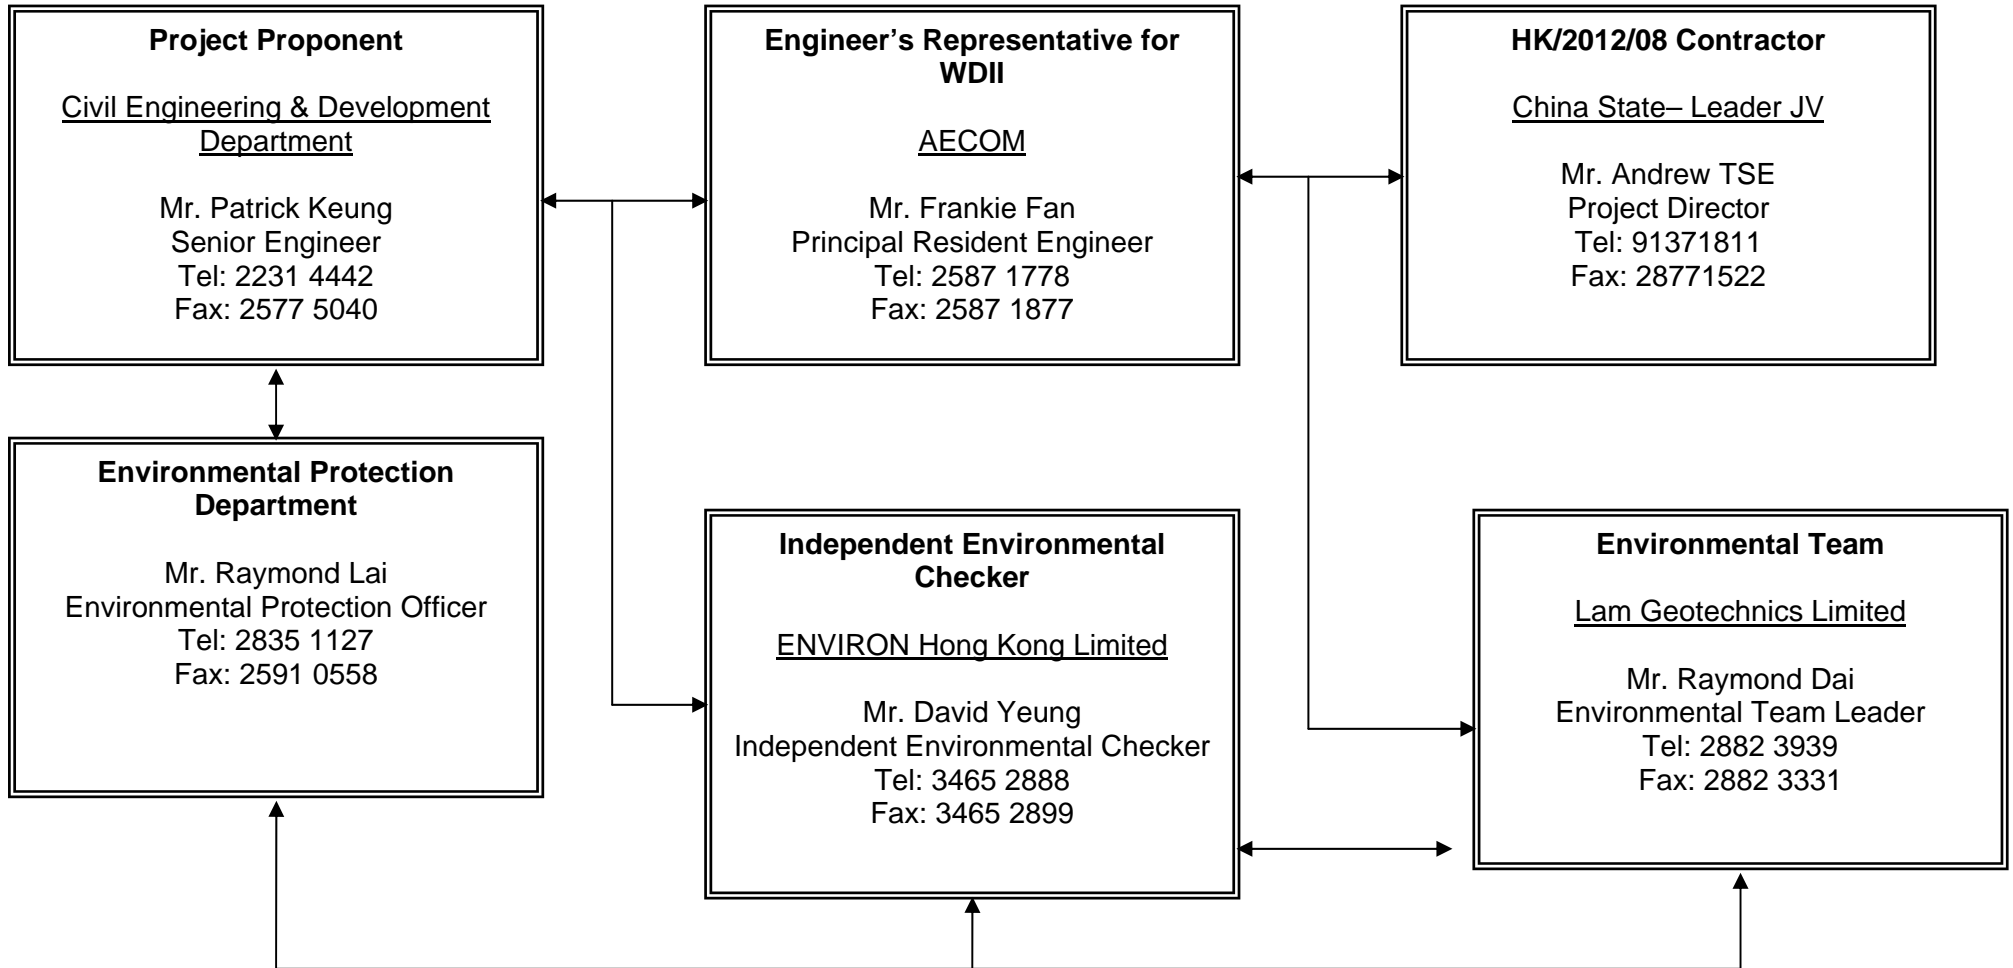 Project Proponent
Civil Engineering & Development
Department
Mr. Patrick Keung
Senior Engineer
Tel: 2231 4442
Fax: 2577 5040
Engineer’s Representative for
WDII
AECOM
Mr. Frankie Fan
Principal Resident Engineer
Tel: 2587 1778
Fax: 2587 1877
HK/2012/08 Contractor
China State– Leader JV
Mr. Andrew TSE
Project Director
Tel: 91371811
Fax: 28771522
Environmental Protection
Department
Mr. Raymond Lai
Environmental Protection Officer
Tel: 2835 1127
Fax: 2591 0558
Independent Environmental
Checker
ENVIRON Hong Kong Limited
Mr. David Yeung
Independent Environmental Checker
Tel: 3465 2888
Fax: 3465 2899
Environmental Team
Lam Geotechnics Limited
Mr. Raymond Dai
Environmental Team Leader
Tel: 2882 3939
Fax: 2882 3331